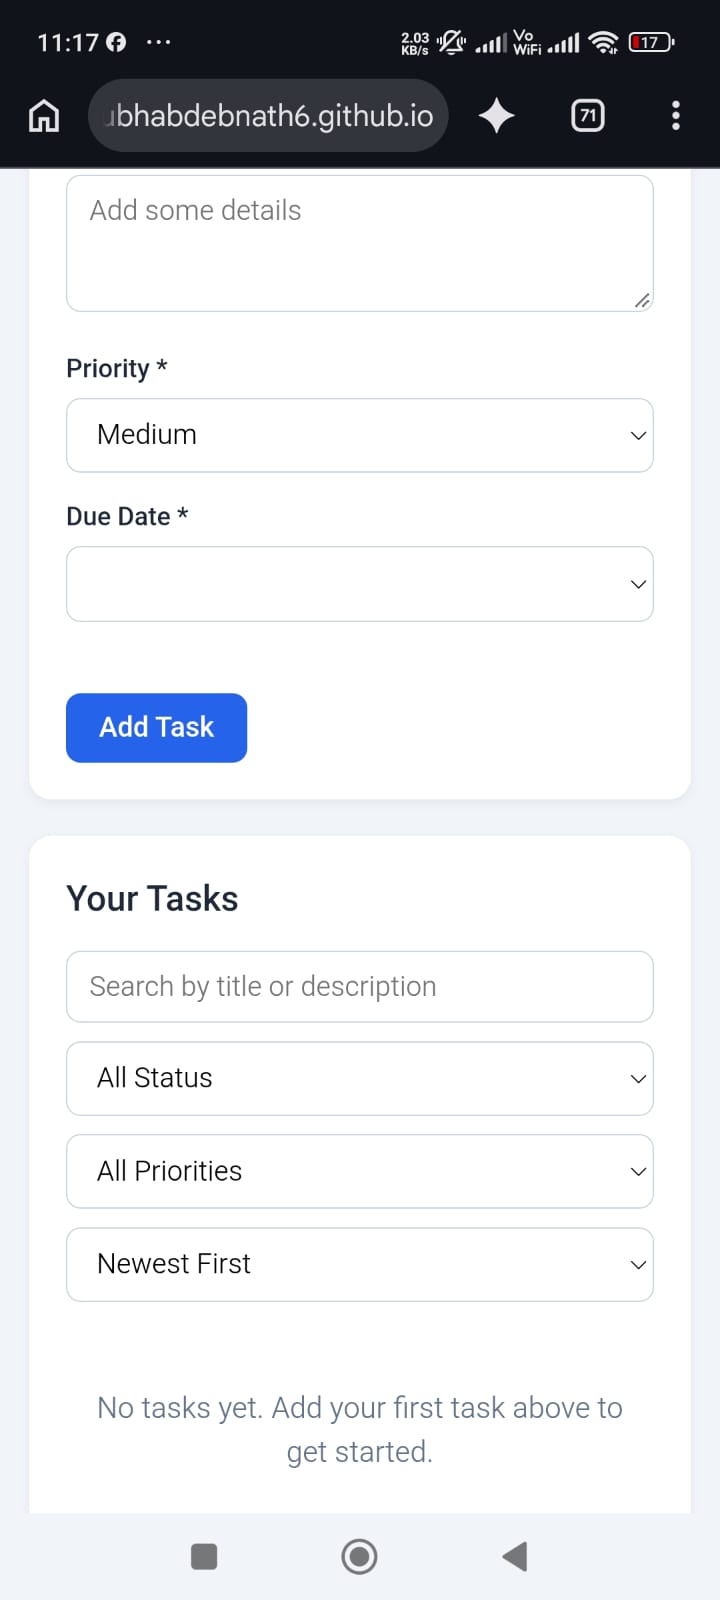 11:17
2.03
KB/s
Vo
WiFi
17
ubhabdebnath6.github.io
71
Add some details
Priority *
Medium
Due Date *
Add Task
Your Tasks
Search by title or description
All Status
All Priorities
Newest First
No tasks yet. Add your first task above to
get started.